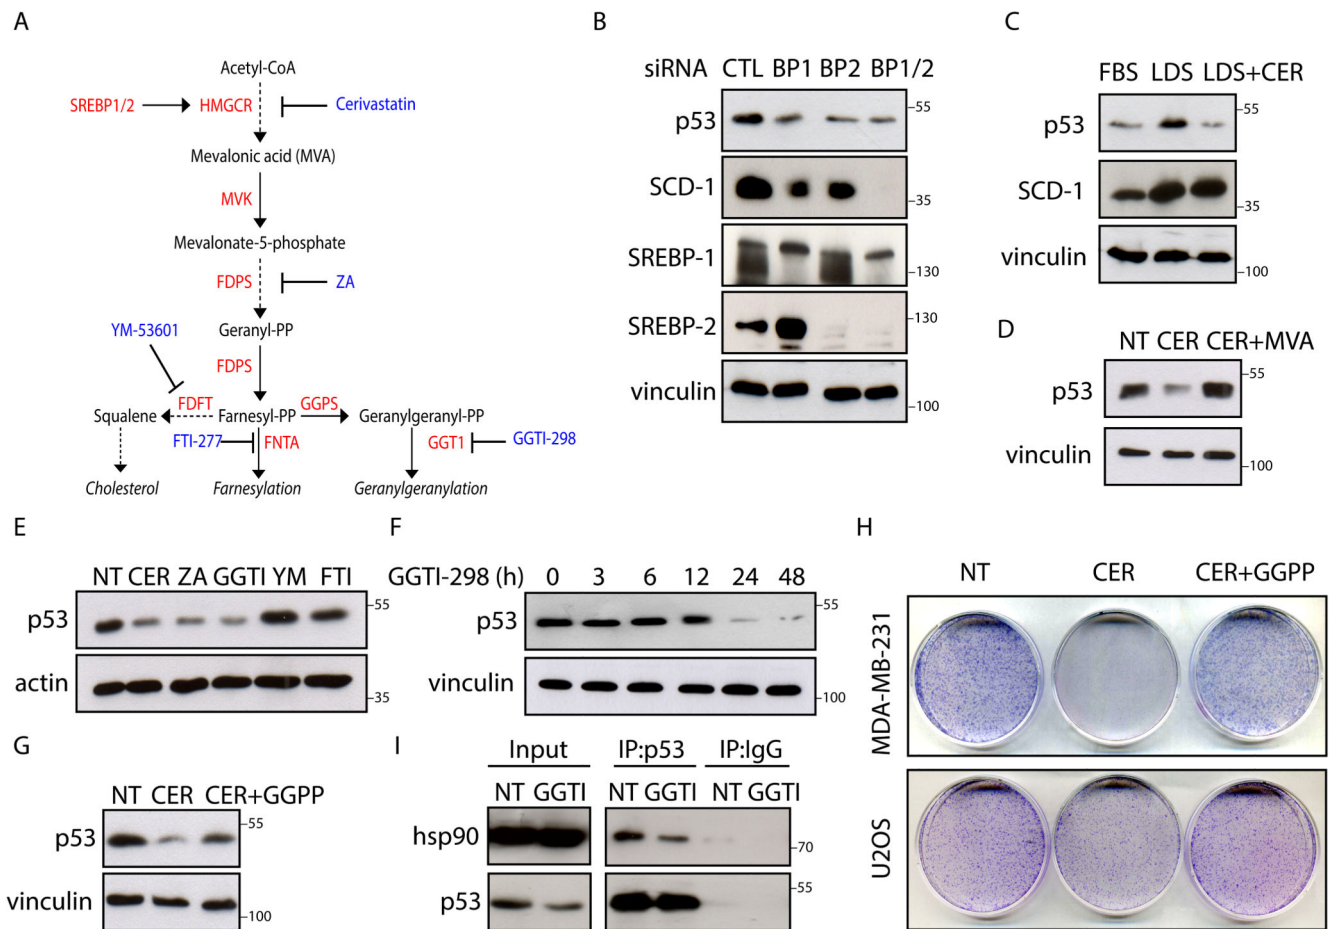 A
Acetyl-CoA
SREBP1/2 HMGCR Cerivastatin
Mevalonic acid (MVA)
MVK
Mevalonate-5-phosphate
FDPS ZA
YM-53601 Geranyl-PP
FDPS
FDFT GGPS
Squalene Farnesyl-PP Geranylgeranyl-PP
FTI-277 FNTA GGT1 GGTI-298
Cholesterol Farnesylation Geranylgeranylation
B
siRNA CTL BP1 BP2 BP1/2
p53 –55
SCD-1 –35
SREBP-1 –130
SREBP-2 –130
vinculin –100
C
FBS LDS LDS+CER
p53 –55
SCD-1 –35
vinculin –100
D
NT CER CER+MVA
p53 –55
vinculin –100
E
NT CER ZA GGTI YM FTI
p53 –55
actin –35
F
GGTI-298 (h) 0 3 6 12 24 48
p53 –55
vinculin –100
G
NT CER CER+GGPP
p53 –55
vinculin –100
H
NT CER CER+GGPP
MDA-MB-231
U2OS
I
Input IP:p53 IP:IgG
NT GGTI NT GGTI NT GGTI
hsp90 –70
p53 –55